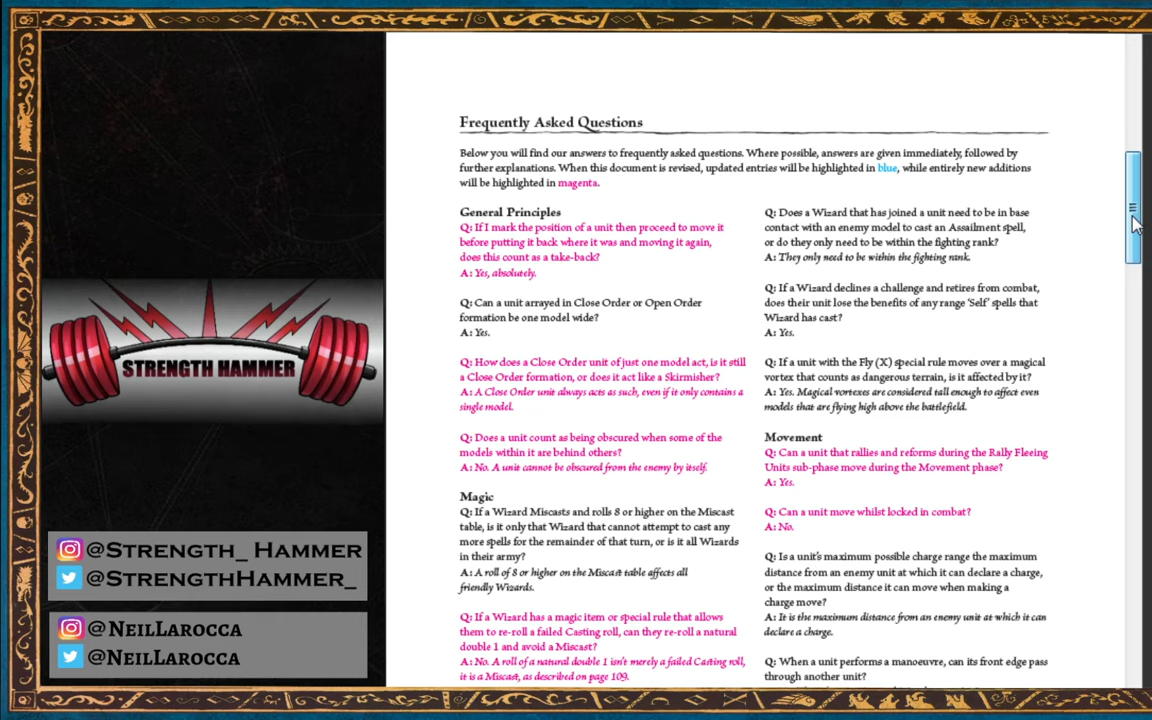 STRENGTH HAMMER
@Strength_Hammer
@StrengthHammer_
@NeilLarocca
@NeilLarocca
Frequently Asked Questions
Below you will find our answers to frequently asked questions. Where possible, answers are given immediately, followed by
further explanations. When this document is revised, updated entries will be highlighted in blue, while entirely new additions
will be highlighted in magenta.
General Principles
Q: If I mark the position of a unit then proceed to move it
before putting it back where it was and moving it again,
does this count as a take-back?
A: Yes, absolutely.
Q: Can a unit arrayed in Close Order or Open Order
formation be one model wide?
A: Yes.
Q: How does a Close Order unit of just one model act, is it still
a Close Order formation, or does it act like a Skirmisher?
A: A Close Order unit always acts as such, even if it only contains a
single model.
Q: Does a unit count as being obscured when some of the
models within it are behind others?
A: No. A unit cannot be obscured from the enemy by itself.
Magic
Q: If a Wizard Miscasts and rolls 8 or higher on the Miscast
table, is it only that Wizard that cannot attempt to cast any
more spells for the remainder of that turn, or is it all Wizards
in their army?
A: A roll of 8 or higher on the Miscast table affects all
friendly Wizards.
Q: If a Wizard has a magic item or special rule that allows
them to re-roll a failed Casting roll, can they re-roll a natural
double 1 and avoid a Miscast?
A: No. A roll of a natural double 1 isn't merely a failed Casting roll,
it is a Miscast, as described on page 109.
Q: Does a Wizard that has joined a unit need to be in base
contact with an enemy model to cast an Assailment spell,
or do they only need to be within the fighting rank?
A: They only need to be within the fighting rank.
Q: If a Wizard declines a challenge and retires from combat,
does their unit lose the benefits of any range 'Self' spells that
Wizard has cast?
A: Yes.
Q: If a unit with the Fly (X) special rule moves over a magical
vortex that counts as dangerous terrain, is it affected by it?
A: Yes. Magical vortexes are considered tall enough to affect even
models that are flying high above the battlefield.
Movement
Q: Can a unit that rallies and reforms during the Rally Fleeing
Units sub-phase move during the Movement phase?
A: Yes.
Q: Can a unit move whilst locked in combat?
A: No.
Q: Is a unit's maximum possible charge range the maximum
distance from an enemy unit at which it can declare a charge,
or the maximum distance it can move when making a
charge move?
A: It is the maximum distance from an enemy unit at which it can
declare a charge.
Q: When a unit performs a manoeuvre, can its front edge pass
through another unit?